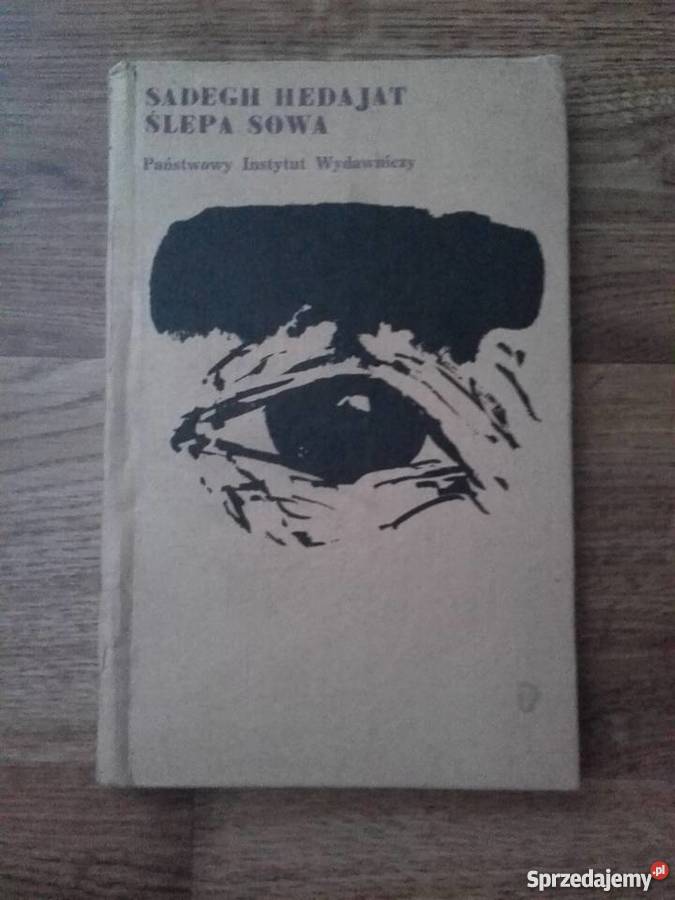 SADEGH HEDAJAT
ŚLEPA SOWA
Państwowy Instytut Wydawniczy
Sprzedajemy.pl